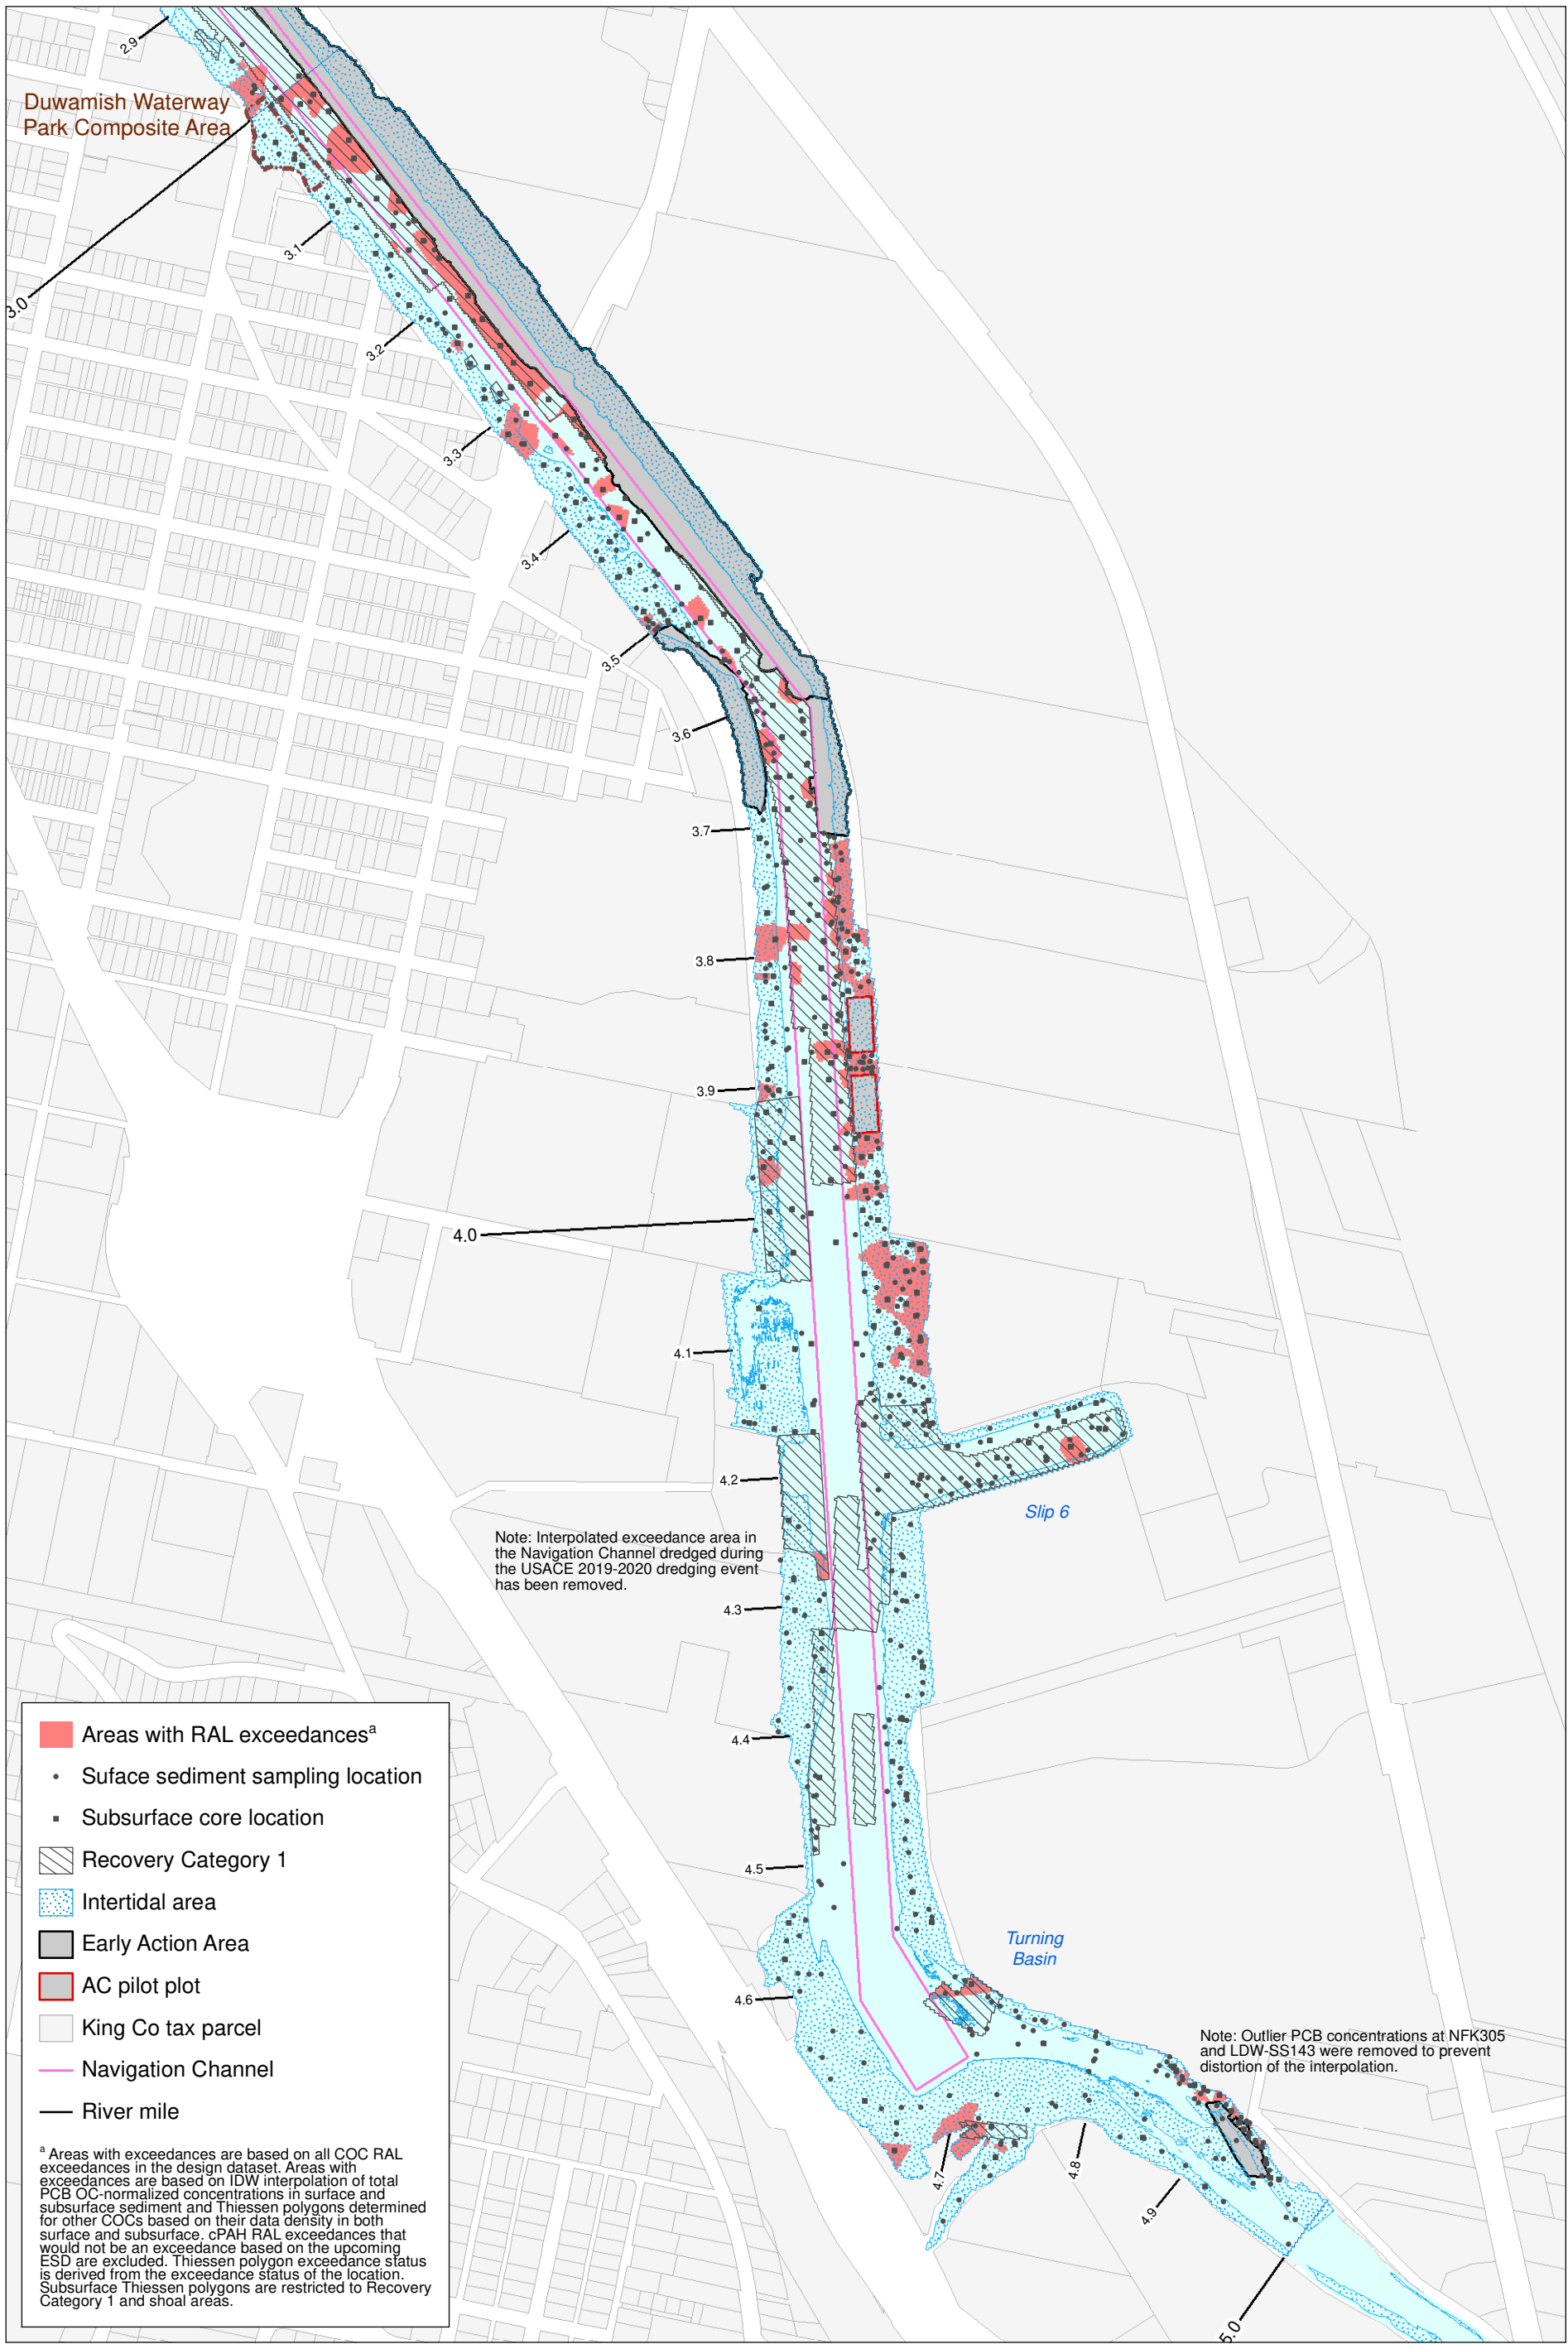 2.9
Duwamish Waterway
Park Composite Area
3.0
3.1
3.2
3.3
3.4
3.5
3.6
3.7
3.8
3.9
4.0
4.1
4.2
Slip 6
Note: Interpolated exceedance area in
the Navigation Channel dredged during
the USACE 2019-2020 dredging event
has been removed.
4.3
4.4
4.5
Turning
Basin
4.6
Note: Outlier PCB concentrations at NFK305
and LDW-SS143 were removed to prevent
distortion of the interpolation.
4.7
4.8
4.9
5.0
Areas with RAL exceedancesᵃ
Suface sediment sampling location
Subsurface core location
Recovery Category 1
Intertidal area
Early Action Area
AC pilot plot
King Co tax parcel
Navigation Channel
River mile
ᵃ Areas with exceedances are based on all COC RAL
exceedances in the design dataset. Areas with
exceedances are based on IDW interpolation of total
PCB OC-normalized concentrations in surface and
subsurface sediment and Thiessen polygons determined
for other COCs based on their data density in both
surface and subsurface. cPAH RAL exceedances that
would not be an exceedance based on the upcoming
ESD are excluded. Thiessen polygon exceedance status
is derived from the exceedance status of the location.
Subsurface Thiessen polygons are restricted to Recovery
Category 1 and shoal areas.